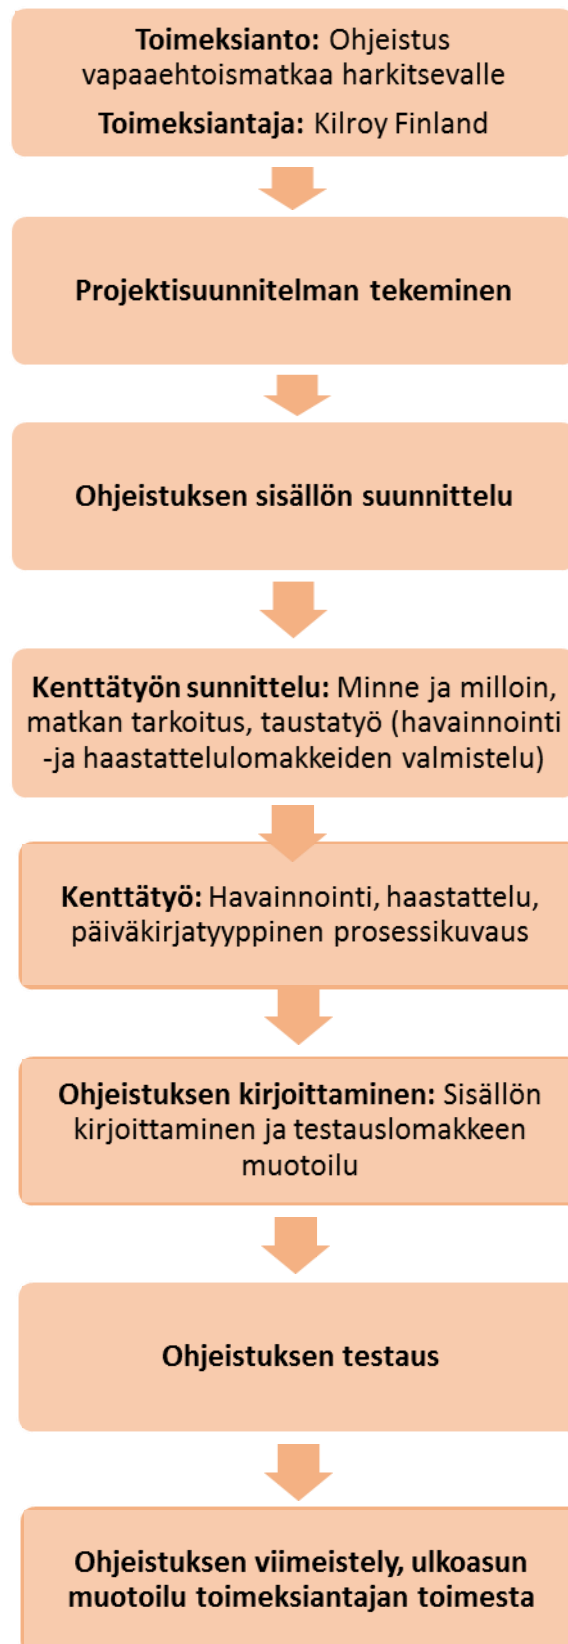 Toimeksianto: Ohjeistus
vapaaehtoismatkaa harkitsevalle
Toimeksiantaja: Kilroy Finland
Projektisuunnitelman tekeminen
Ohjeistuksen sisällön suunnittelu
Kenttätyön sunnittelu: Minne ja milloin,
matkan tarkoitus, taustatyö (havainnointi
-ja haastattelulomakkeiden valmistelu)
Kenttätyö: Havainnointi, haastattelu,
päiväkirjatyyppinen prosessikuvaus
Ohjeistuksen kirjoittaminen: Sisällön
kirjoittaminen ja testauslomakkeen
muotoilu
Ohjeistuksen testaus
Ohjeistuksen viimeistely, ulkoasun
muotoilu toimeksiantajan toimesta